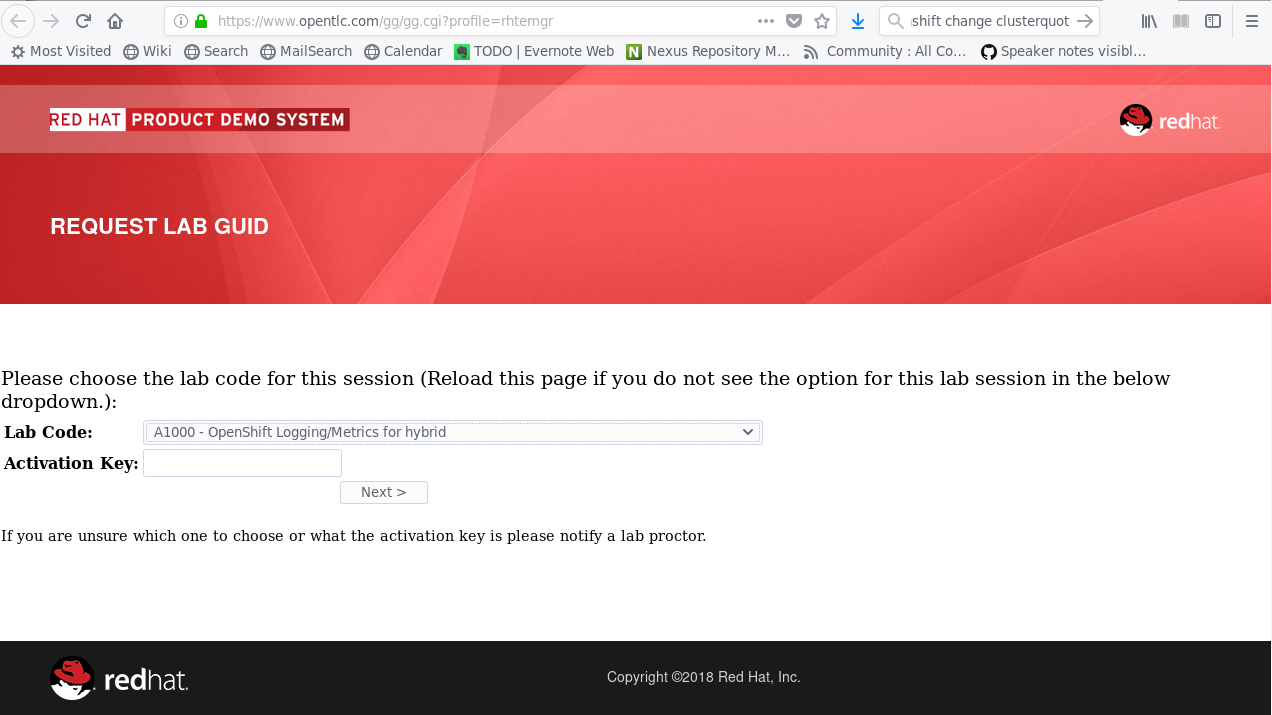 https://www.opentlc.com/gg/gg.cgi?profile=rhtemgr
shift change clusterquot
Most Visited Wiki Search MailSearch Calendar TODO | Evernote Web N Nexus Repository M… Community : All Co… Speaker notes visibl…
RED HAT PRODUCT DEMO SYSTEM
redhat.
REQUEST LAB GUID
Please choose the lab code for this session (Reload this page if you do not see the option for this lab session in the below
dropdown.):
Lab Code: A1000 - OpenShift Logging/Metrics for hybrid
Activation Key:
Next >
If you are unsure which one to choose or what the activation key is please notify a lab proctor.
redhat. Copyright ©2018 Red Hat, Inc.